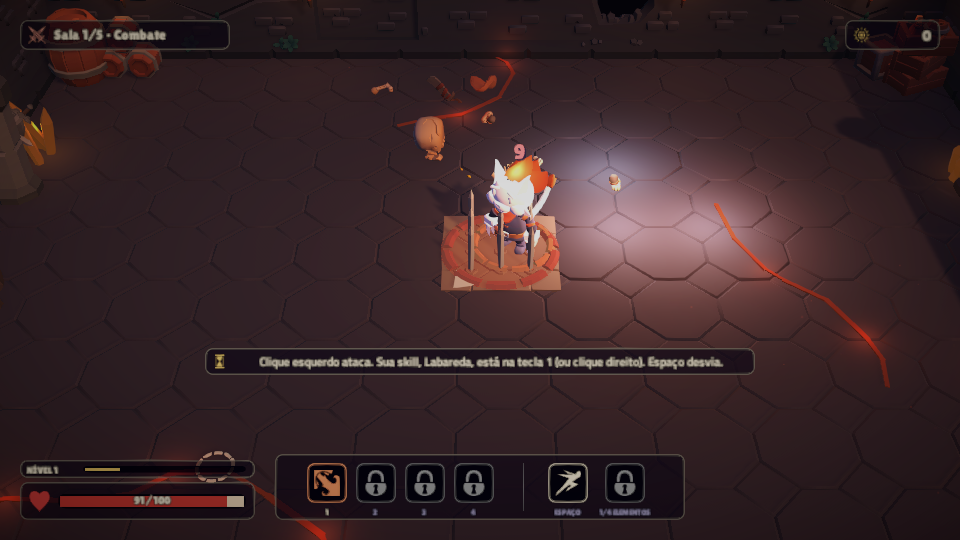 Sala 1/5 - Combate
0
9
Clique esquerdo ataca. Sua skill, Labareda, está na tecla 1 (ou clique direito). Espaço desvia.
NÍVEL 1
91/100
1
2
3
4
ESPAÇO
1/4 ELEMENTOS